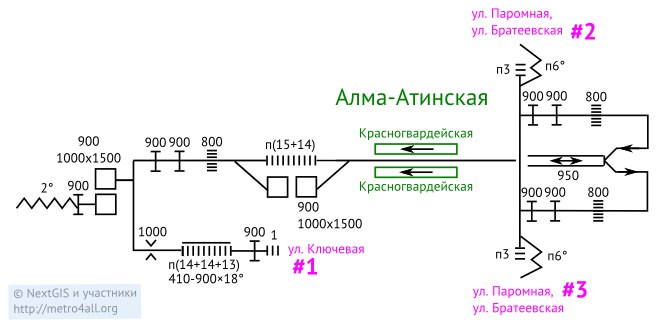 ул. Паромная,
ул. Братеевская #2
п3 п6°
900 900 800
Алма-Атинская
900
1000x1500
900 900 800
п(15+14)
Красногвардейская
Красногвардейская
950
2°
900
900
1000x1500
900 900 800
1000
900 1
ул. Ключевая
#1
п(14+14+13)
410-900×18°
п3 п6°
ул. Паромная, #3
ул. Братеевская
© NextGIS и участники
http://metro4all.org